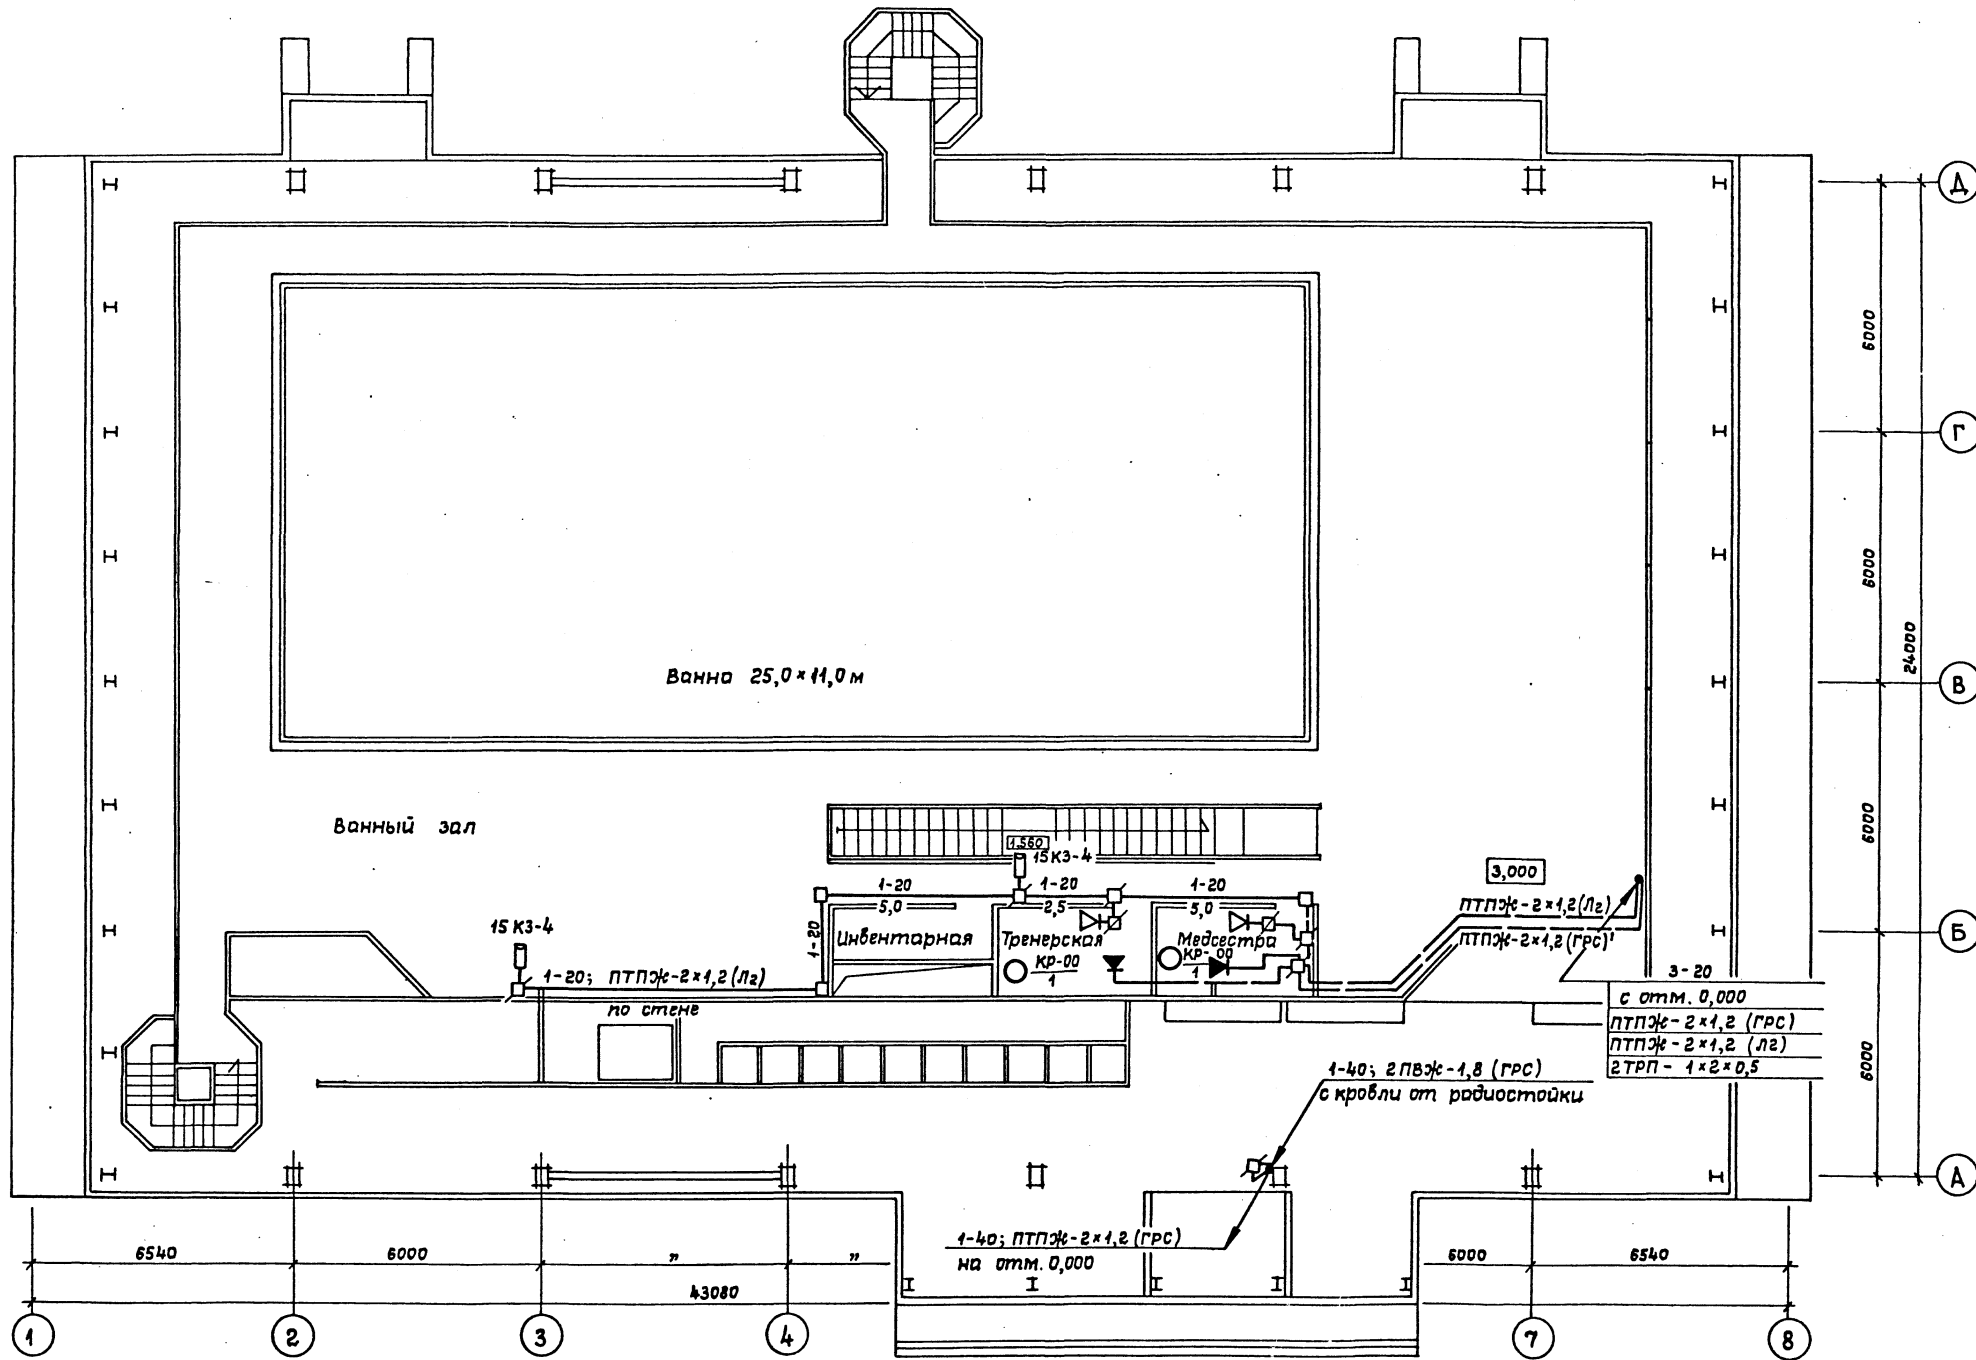 Д
6000
Г
6000
24000
В
Ванна 25,0×11,0 м
6000
Ванный зал
1.560
15КЗ-4
3,000
1-20
1-20
1-20
5,0
2,5
5,0
ПТПЖ-2×1,2(Л2)
15 КЗ-4
1-20
Инвентарная
Тренерская
Медсестра
ПТПЖ-2×1,2(ГРС)
Б
КР-00
1
КР-00
1
1-20; ПТПЖ-2×1,2(Л2)
по стене
3-20
с отм. 0,000
ПТПЖ-2×1,2 (ГРС)
ПТПЖ-2×1,2 (Л2)
2ТРП-1×2×0,5
6000
1-40; 2ПВЖ-1,8 (ГРС)
с кровли от радиостойки
А
1-40; ПТПЖ-2×1,2 (ГРС)
на отм. 0,000
6540
6000
"
"
6000
6540
43080
1
2
3
4
7
8